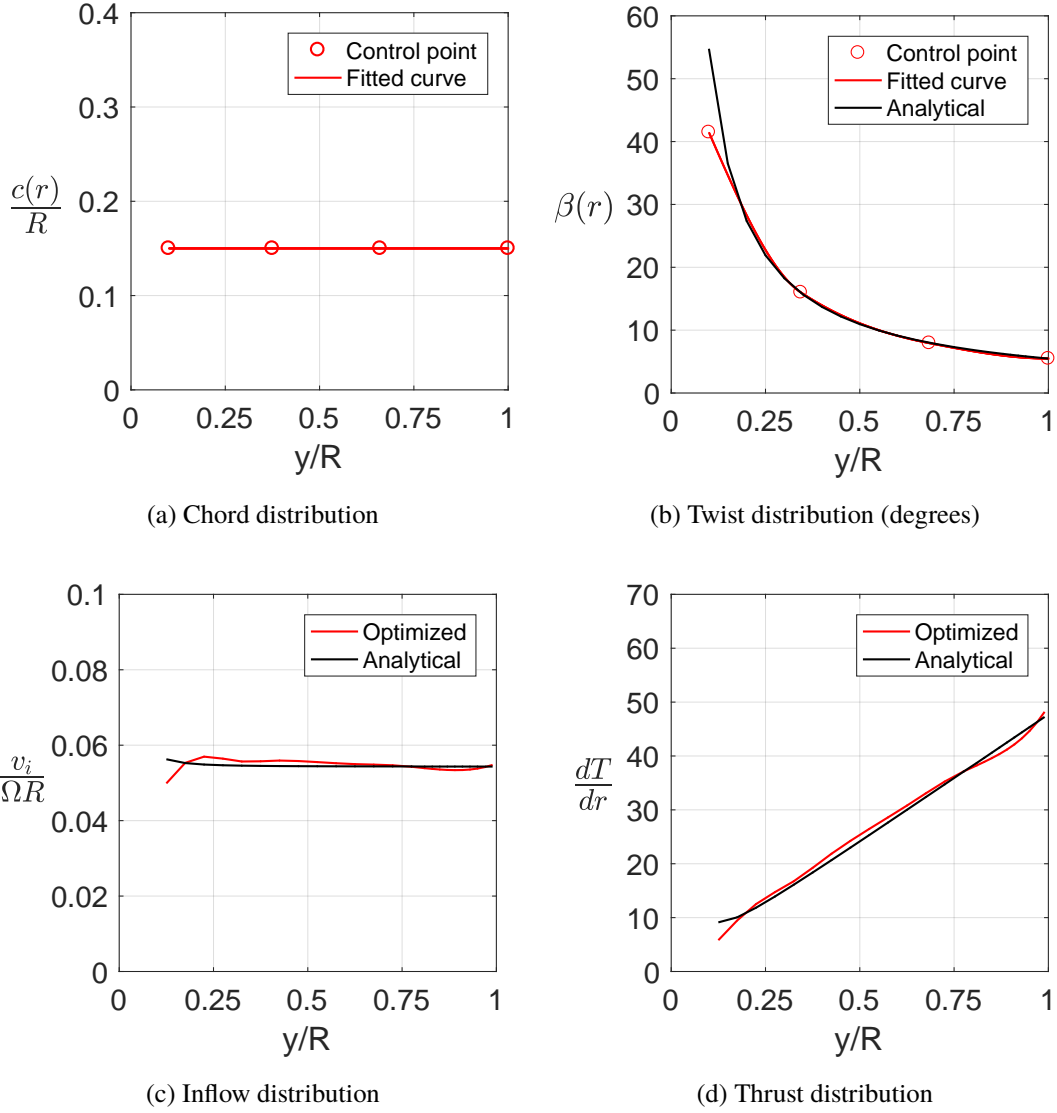 0.4
0.3
0.2
0.1
0
c(r)
R
Control point
Fitted curve
0
0.25
0.5
0.75
1
y/R
(a) Chord distribution
60
50
40
30
20
10
0
β(r)
Control point
Fitted curve
Analytical
0
0.25
0.5
0.75
1
y/R
(b) Twist distribution (degrees)
0.1
0.08
0.06
0.04
0.02
0
v_i
ΩR
Optimized
Analytical
0
0.25
0.5
0.75
1
y/R
(c) Inflow distribution
70
60
50
40
30
20
10
0
dT
dr
Optimized
Analytical
0
0.25
0.5
0.75
1
y/R
(d) Thrust distribution